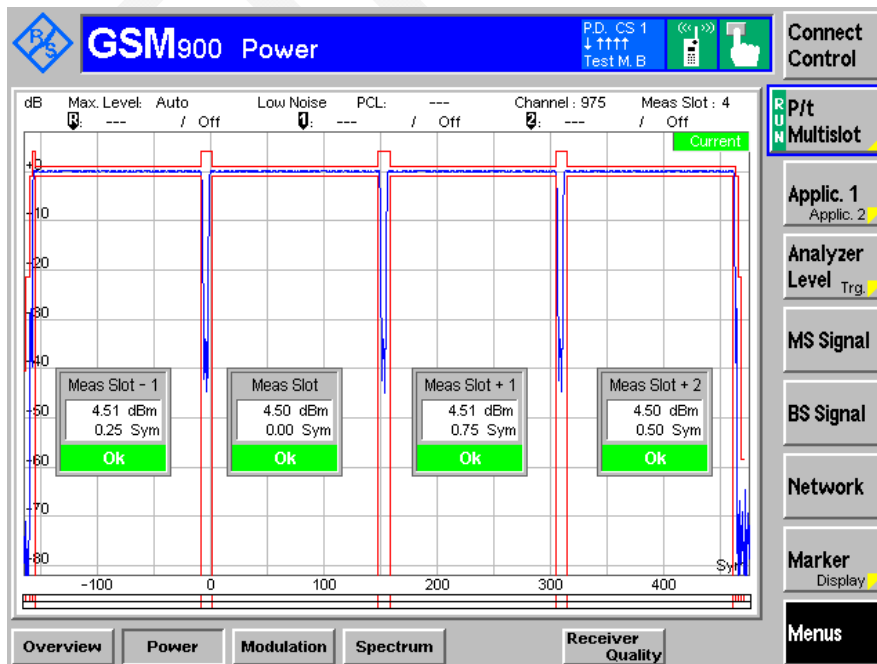 R/S
GSM900 Power
P.D. CS 1
↓ ↑↑↑↑
Test M. B
Connect
Control
dB Max. Level: Auto Low Noise PCL: --- Channel : 975 Meas Slot : 4
R: --- / Off 1: --- / Off 2: --- / Off
RUN
P/t
Multislot
Current
+0
-10
-20
-30
-40
-50
-60
-70
-80
Applic. 1
Applic. 2
Analyzer
Level Trg.
MS Signal
Meas Slot - 1
4.51 dBm
0.25 Sym
Ok
Meas Slot
4.50 dBm
0.00 Sym
Ok
Meas Slot + 1
4.51 dBm
0.75 Sym
Ok
Meas Slot + 2
4.50 dBm
0.50 Sym
Ok
BS Signal
Network
Sym
-100 0 100 200 300 400
Marker
Display
Overview Power Modulation Spectrum Receiver
Quality
Menus